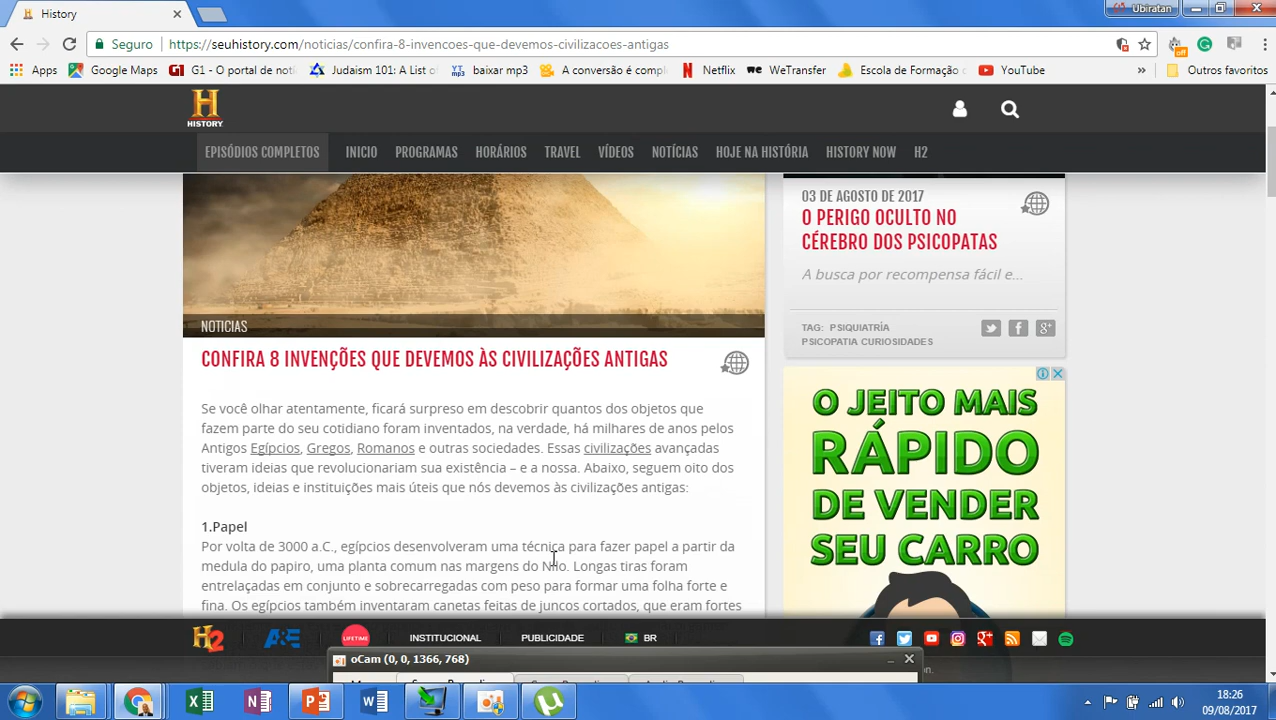 History
Ubiratan
Seguro
https://seuhistory.com/noticias/confira-8-invencoes-que-devemos-civilizacoes-antigas
off
Apps
Google Maps
G1 - O portal de notí
Judaism 101: A List o
YT mp3 baixar mp3
A conversão é compl
Netflix
WeTransfer
Escola de Formação
YouTube
»
Outros favoritos
H
HISTORY
EPISÓDIOS COMPLETOS
INICIO
PROGRAMAS
HORÁRIOS
TRAVEL
VÍDEOS
NOTÍCIAS
HOJE NA HISTÓRIA
HISTORY NOW
H2
NOTICIAS
CONFIRA 8 INVENÇÕES QUE DEVEMOS ÀS CIVILIZAÇÕES ANTIGAS
Se você olhar atentamente, ficará surpreso em descobrir quantos dos objetos que
fazem parte do seu cotidiano foram inventados, na verdade, há milhares de anos pelos
Antigos Egípcios, Gregos, Romanos e outras sociedades. Essas civilizações avançadas
tiveram ideias que revolucionariam sua existência – e a nossa. Abaixo, seguem oito dos
objetos, ideias e instituições mais úteis que nós devemos às civilizações antigas:
1.Papel
Por volta de 3000 a.C., egípcios desenvolveram uma técnica para fazer papel a partir da
medula do papiro, uma planta comum nas margens do Nilo. Longas tiras foram
entrelaçadas em conjunto e sobrecarregadas com peso para formar uma folha forte e
fina. Os egípcios também inventaram canetas feitas de juncos cortados, que eram fortes
03 DE AGOSTO DE 2017
O PERIGO OCULTO NO
CÉREBRO DOS PSICOPATAS
A busca por recompensa fácil e...
TAG: PSIQUIATRÍA
PSICOPATIA CURIOSIDADES
O JEITO MAIS
RÁPIDO
DE VENDER
SEU CARRO
H2
A&E
LIFETIME
INSTITUCIONAL
PUBLICIDADE
BR
oCam (0, 0, 1366, 768)
on.
18:26
09/08/2017